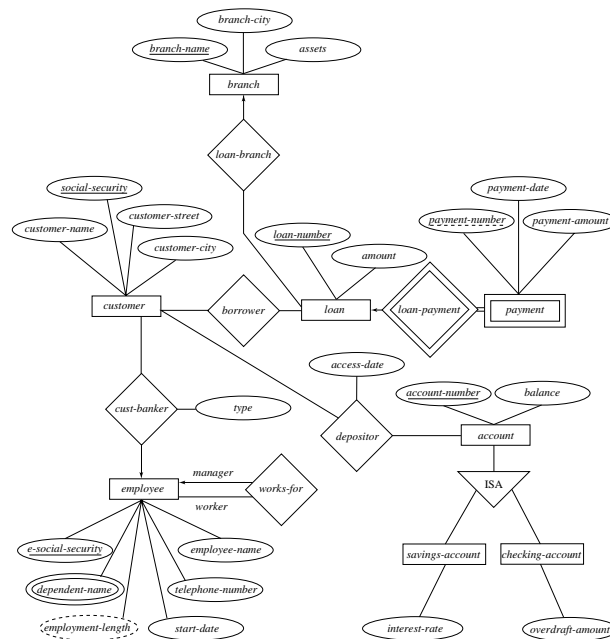 branch-city
branch-name
assets
branch
loan-branch
social-security
customer-street
customer-name
customer-city
loan-number
amount
payment-date
payment-number
payment-amount
customer
borrower
loan
loan-payment
payment
access-date
account-number
balance
cust-banker
type
depositor
account
manager
employee
works-for
worker
ISA
e-social-security
employee-name
savings-account
checking-account
dependent-name
telephone-number
employment-length
start-date
interest-rate
overdraft-amount